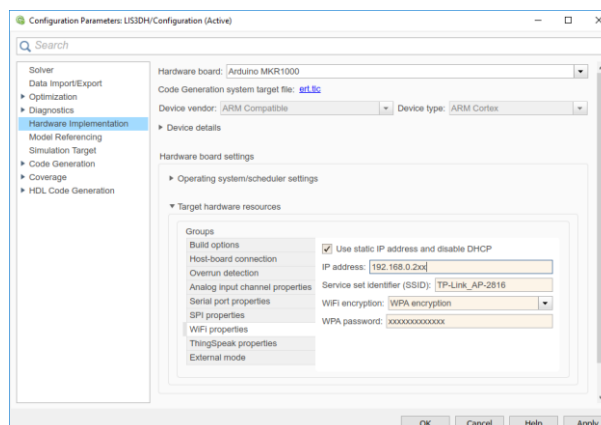 Configuration Parameters: LIS3DH/Configuration (Active)
Search
Solver
Data Import/Export
Optimization
Diagnostics
Hardware Implementation
Model Referencing
Simulation Target
Code Generation
Coverage
HDL Code Generation
Hardware board: Arduino MKR1000
Code Generation system target file: ert.tlc
Device vendor: ARM Compatible Device type: ARM Cortex
Device details
Hardware board settings
Operating system/scheduler settings
Target hardware resources
Groups
Build options
Host-board connection
Overrun detection
Analog input channel properties
Serial port properties
SPI properties
WiFi properties
ThingSpeak properties
External mode
Use static IP address and disable DHCP
IP address: 192.168.0.2xx
Service set identifier (SSID): TP-Link_AP-2816
WiFi encryption: WPA encryption
WPA password: xxxxxxxxxxxxx
OK Cancel Help Apply